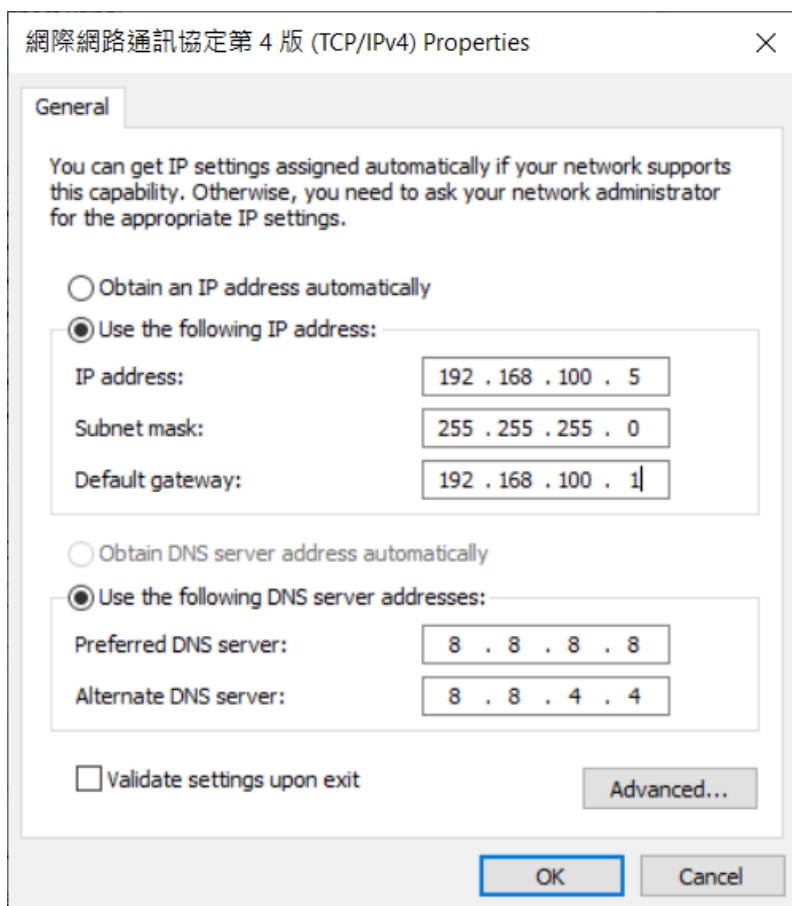 網際網路通訊協定第 4 版 (TCP/IPv4) Properties
General
You can get IP settings assigned automatically if your network supports
this capability. Otherwise, you need to ask your network administrator
for the appropriate IP settings.
Obtain an IP address automatically
Use the following IP address:
IP address: 192 . 168 . 100 . 5
Subnet mask: 255 . 255 . 255 . 0
Default gateway: 192 . 168 . 100 . 1
Obtain DNS server address automatically
Use the following DNS server addresses:
Preferred DNS server: 8 . 8 . 8 . 8
Alternate DNS server: 8 . 8 . 4 . 4
Validate settings upon exit
Advanced...
OK Cancel